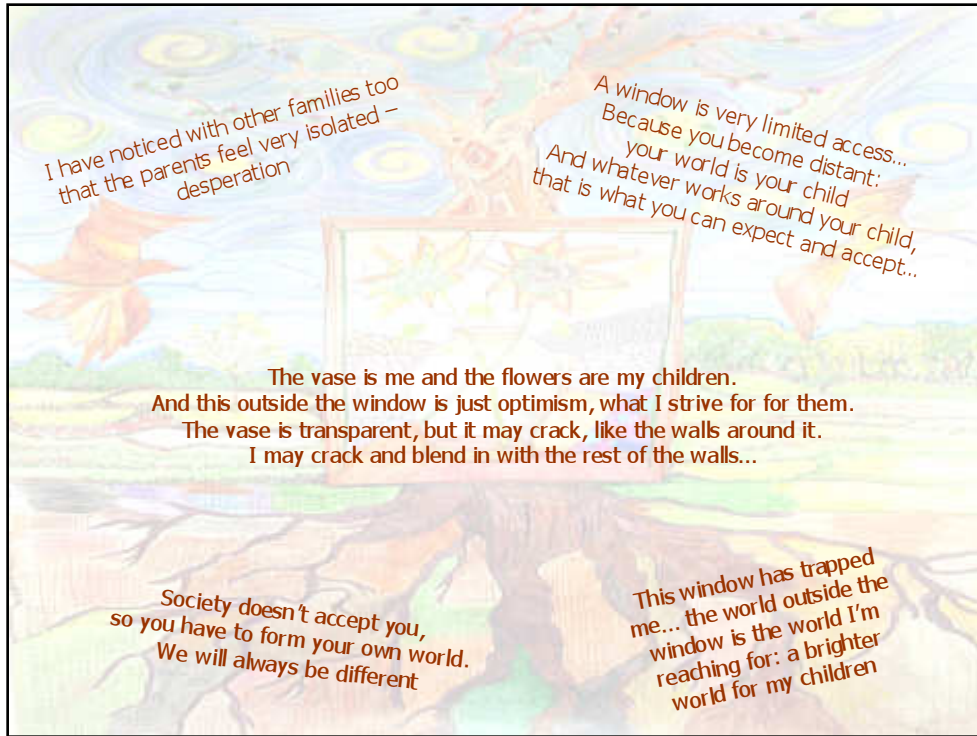 I have noticed with other families too
that the parents feel very isolated –
desperation
A window is very limited access...
Because you become distant:
your world is your child
And whatever works around your child,
that is what you can expect and accept...
The vase is me and the flowers are my children.
And this outside the window is just optimism, what I strive for for them.
The vase is transparent, but it may crack, like the walls around it.
I may crack and blend in with the rest of the walls...
Society doesn't accept you,
so you have to form your own world.
We will always be different
This window has trapped
me... the world outside the
window is the world I'm
reaching for: a brighter
world for my children